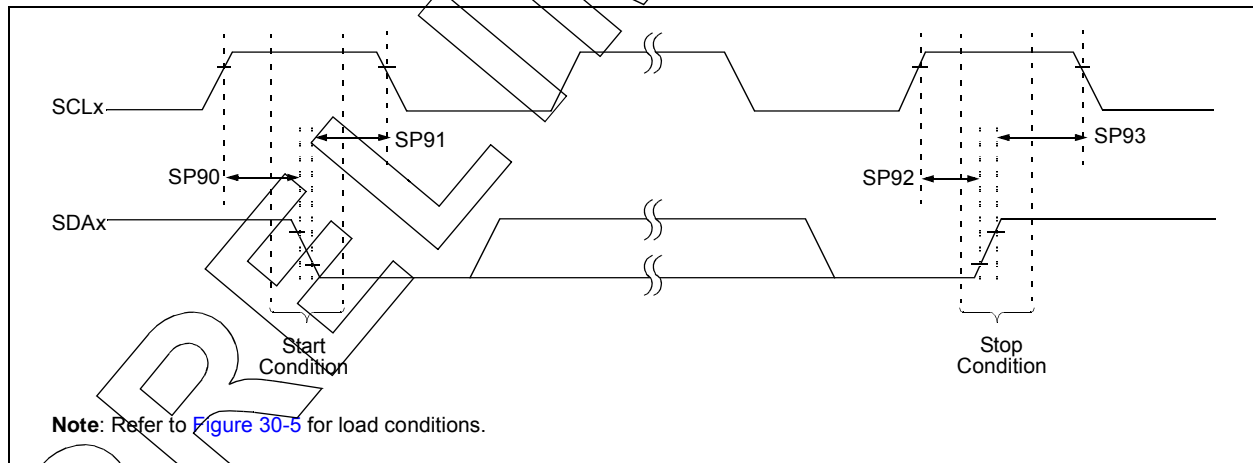 SCLx
SP91
SP93
SP90
SP92
SDAx
Start
Condition
Stop
Condition
Note: Refer to Figure 30-5 for load conditions.